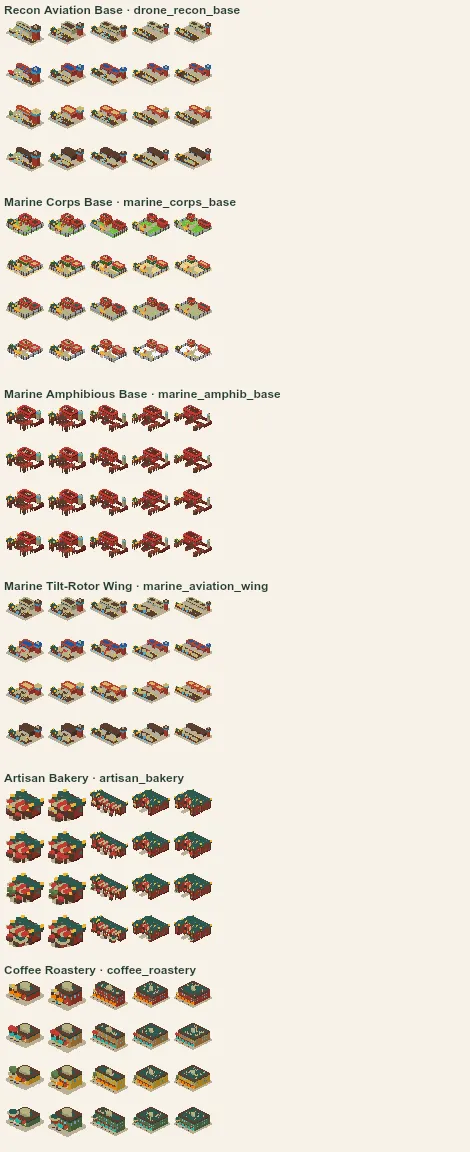 Recon Aviation Base · drone_recon_base
Marine Corps Base · marine_corps_base
Marine Amphibious Base · marine_amphib_base
Marine Tilt-Rotor Wing · marine_aviation_wing
Artisan Bakery · artisan_bakery
Coffee Roastery · coffee_roastery